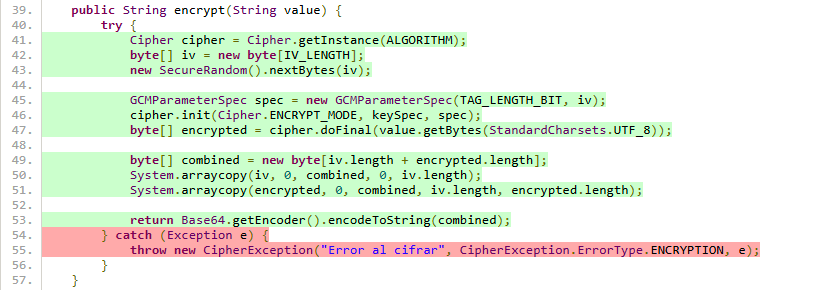 39. public String encrypt(String value) {
40. try {
41. Cipher cipher = Cipher.getInstance(ALGORITHM);
42. byte[] iv = new byte[IV_LENGTH];
43. new SecureRandom().nextBytes(iv);
44.
45. GCMParameterSpec spec = new GCMParameterSpec(TAG_LENGTH_BIT, iv);
46. cipher.init(Cipher.ENCRYPT_MODE, keySpec, spec);
47. byte[] encrypted = cipher.doFinal(value.getBytes(StandardCharsets.UTF_8));
48.
49. byte[] combined = new byte[iv.length + encrypted.length];
50. System.arraycopy(iv, 0, combined, 0, iv.length);
51. System.arraycopy(encrypted, 0, combined, iv.length, encrypted.length);
52.
53. return Base64.getEncoder().encodeToString(combined);
54. } catch (Exception e) {
55. throw new CipherException("Error al cifrar", CipherException.ErrorType.ENCRYPTION, e);
56. }
57. }